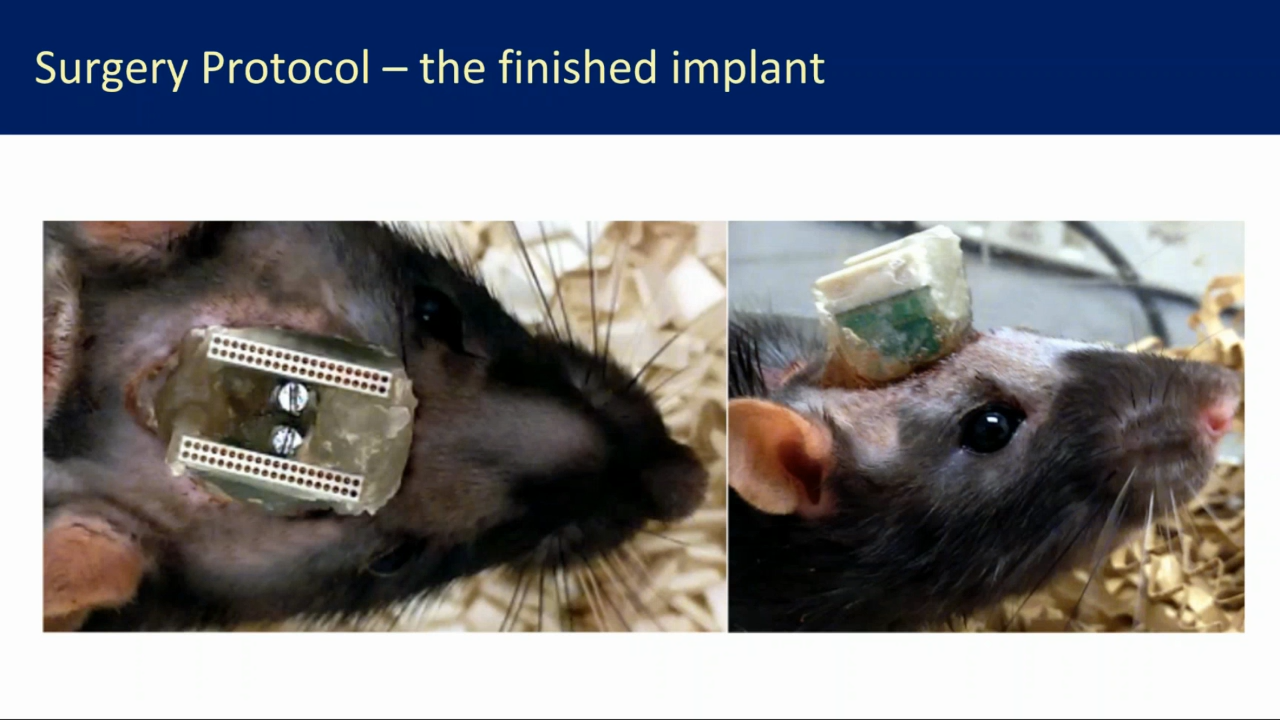 Surgery Protocol – the finished implant